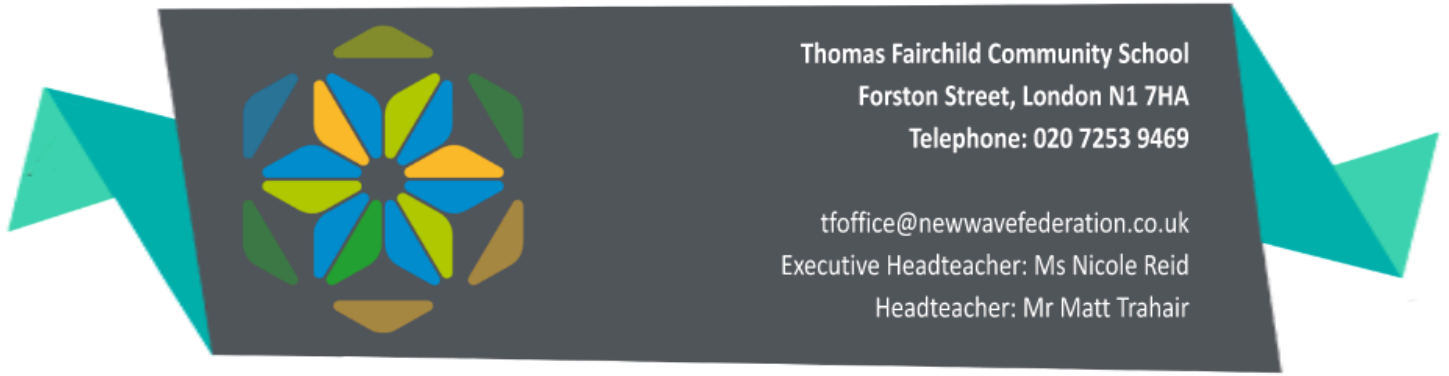 Thomas Fairchild Community School
Forston Street, London N1 7HA
Telephone: 020 7253 9469
tfoffice@newwavefederation.co.uk
Executive Headteacher: Ms Nicole Reid
Headteacher: Mr Matt Trahair